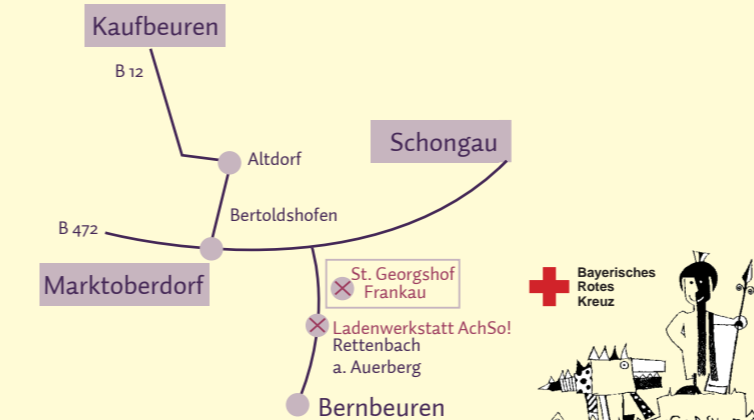 Kaufbeuren
B 12
Schongau
Altdorf
Bertoldshofen
B 472
Marktoberdorf
St. Georgshof
Frankau
Bayerisches
Rotes
Kreuz
Ladenwerkstatt AchSo!
Rettenbach
a. Auerberg
Bernbeuren